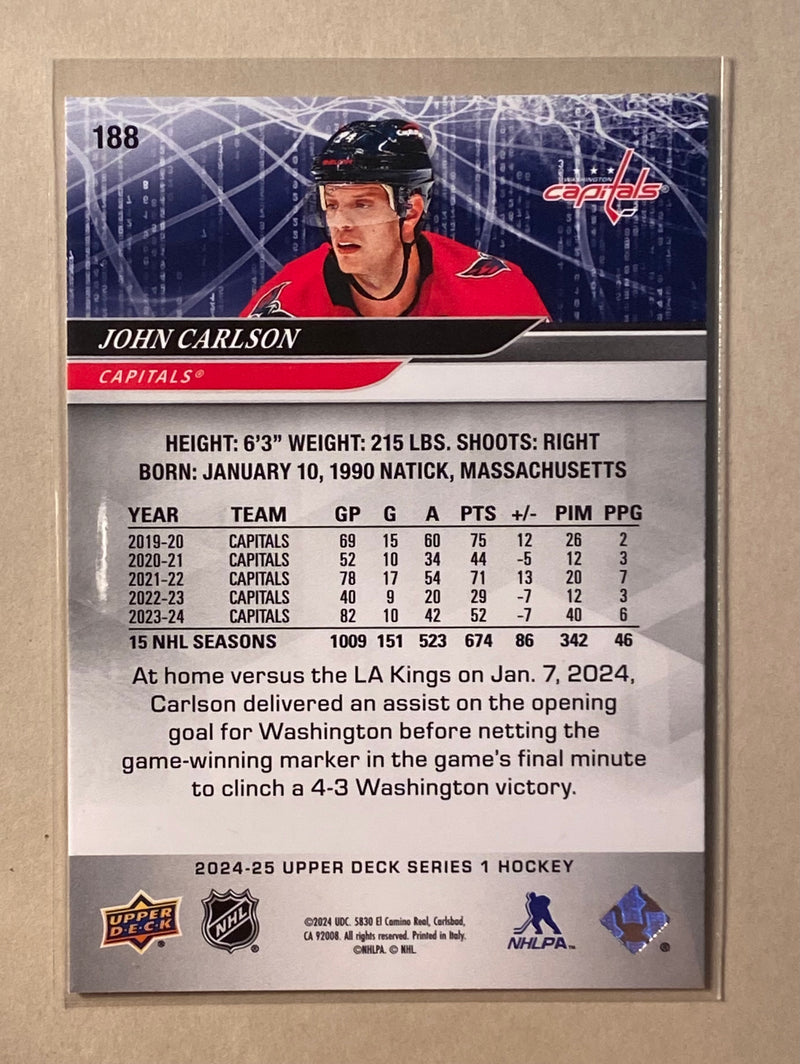 188
74
WASHINGTON
capitals®
JOHN CARLSON
CAPITALS®
HEIGHT: 6'3" WEIGHT: 215 LBS. SHOOTS: RIGHT
BORN: JANUARY 10, 1990 NATICK, MASSACHUSETTS
YEAR TEAM GP G A PTS +/- PIM PPG
2019-20 CAPITALS 69 15 60 75 12 26 2
2020-21 CAPITALS 52 10 34 44 -5 12 3
2021-22 CAPITALS 78 17 54 71 13 20 7
2022-23 CAPITALS 40 9 20 29 -7 12 3
2023-24 CAPITALS 82 10 42 52 -7 40 6
15 NHL SEASONS 1009 151 523 674 86 342 46
At home versus the LA Kings on Jan. 7, 2024,
Carlson delivered an assist on the opening
goal for Washington before netting the
game-winning marker in the game's final minute
to clinch a 4-3 Washington victory.
2024-25 UPPER DECK SERIES 1 HOCKEY
UPPER
D·E·C·K
®
NHL
®
©2024 UDC. 5830 El Camino Real, Carlsbad,
CA 92008. All rights reserved. Printed in Italy.
©NHLPA. © NHL
NHLPA™
®